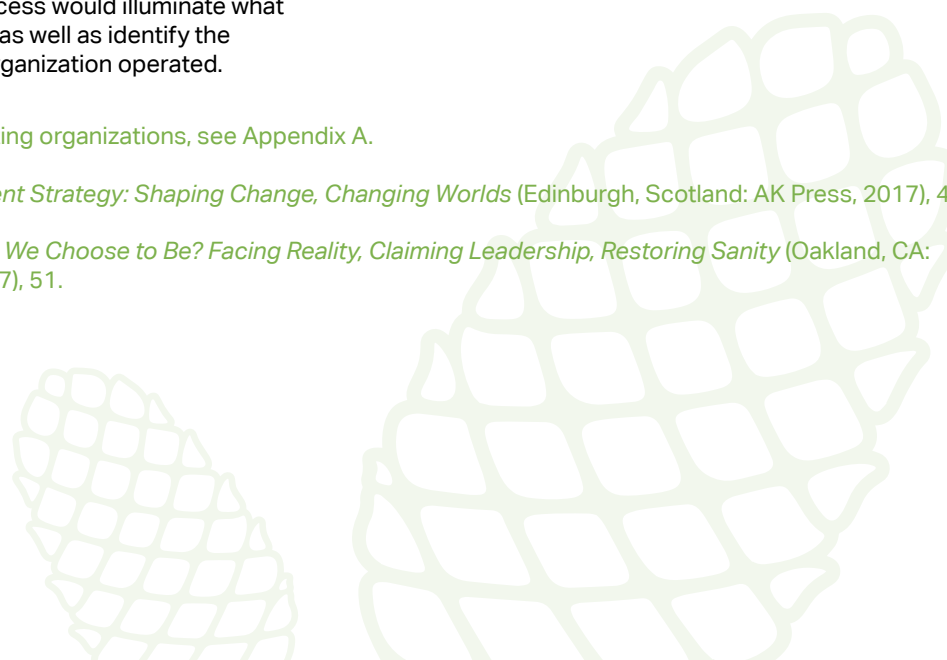 cess would illuminate what
as well as identify the
ganization operated.
ing organizations, see Appendix A.
ent Strategy: Shaping Change, Changing Worlds (Edinburgh, Scotland: AK Press, 2017), 4
We Choose to Be? Facing Reality, Claiming Leadership, Restoring Sanity (Oakland, CA:
7), 51.